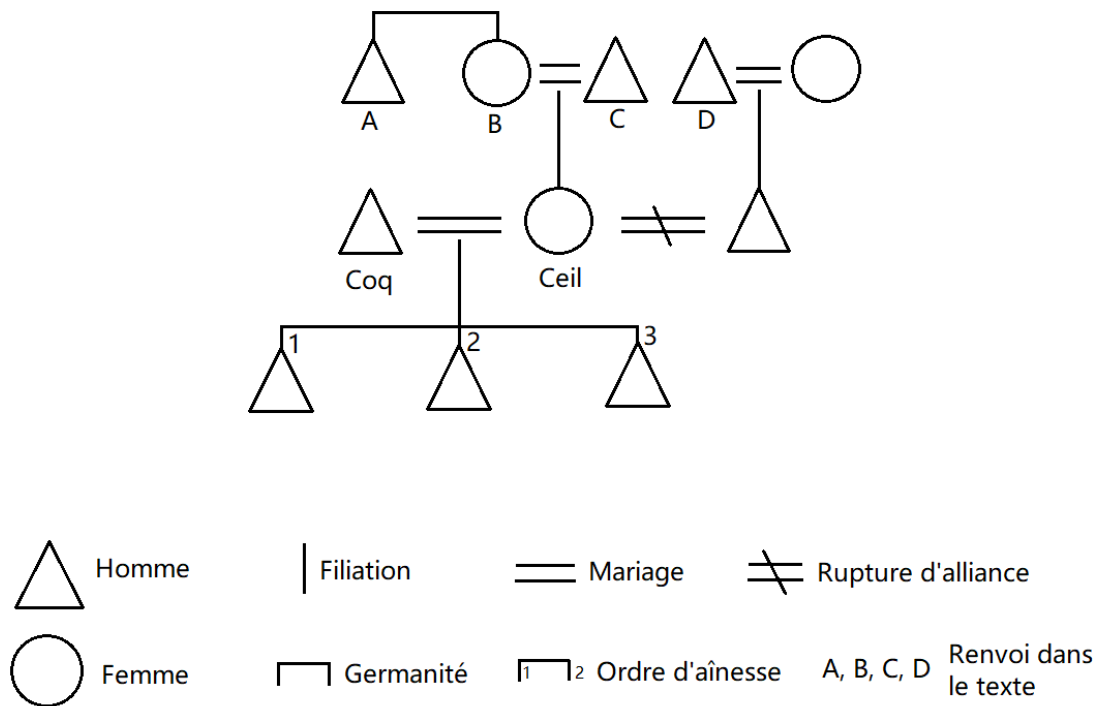 A
B
C
D
Coq
Ceil
1
2
3
Homme
Filiation
Mariage
Rupture d'alliance
Femme
Germanité
1
2
Ordre d'aînesse
A, B, C, D
Renvoi dans
le texte